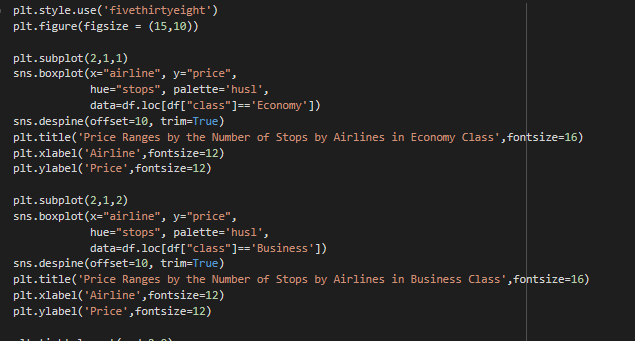 plt.style.use('fivethirtyeight')
plt.figure(figsize = (15,10))
plt.subplot(2,1,1)
sns.boxplot(x="airline", y="price",
hue="stops", palette='husl',
data=df.loc[df["class"]=='Economy'])
sns.despine(offset=10, trim=True)
plt.title('Price Ranges by the Number of Stops by Airlines in Economy Class',fontsize=16)
plt.xlabel('Airline',fontsize=12)
plt.ylabel('Price',fontsize=12)
plt.subplot(2,1,2)
sns.boxplot(x="airline", y="price",
hue="stops", palette='husl',
data=df.loc[df["class"]=='Business'])
sns.despine(offset=10, trim=True)
plt.title('Price Ranges by the Number of Stops by Airlines in Business Class',fontsize=16)
plt.xlabel('Airline',fontsize=12)
plt.ylabel('Price',fontsize=12)